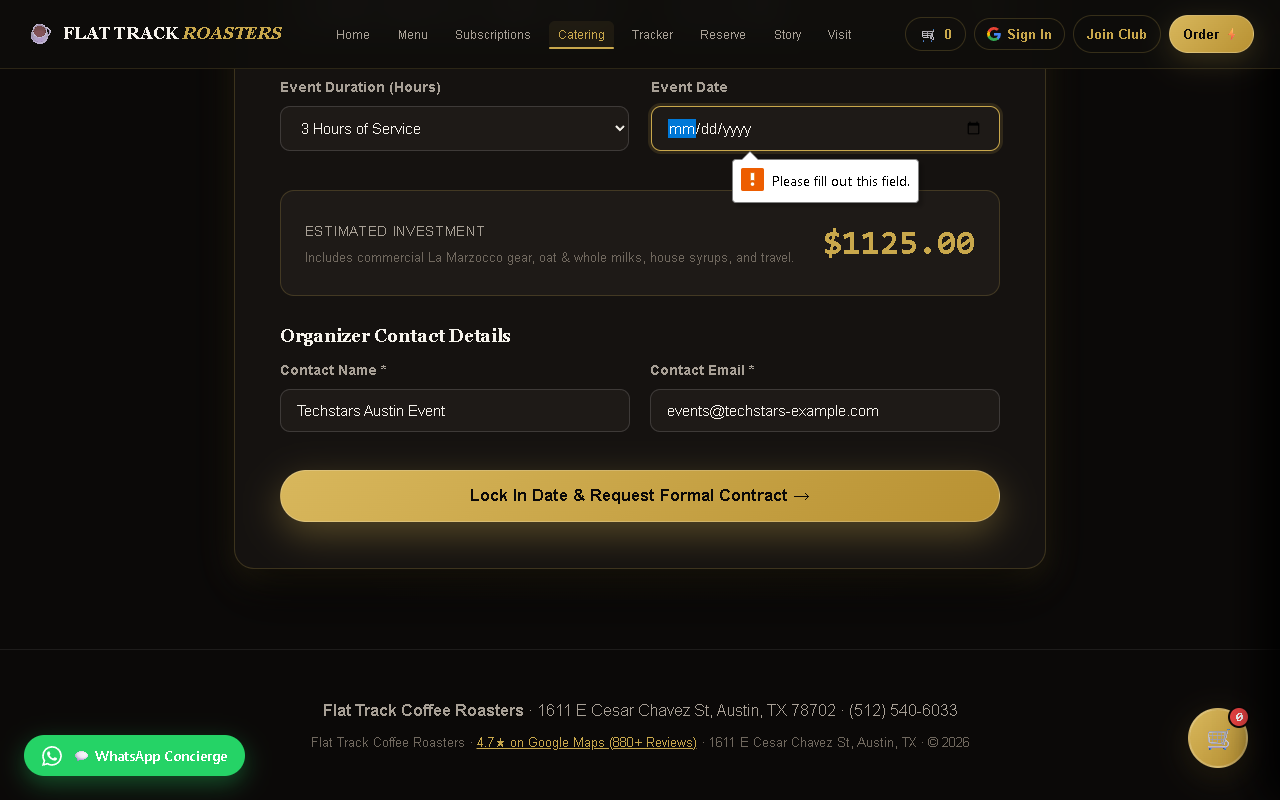 FLAT TRACK ROASTERS
Home Menu Subscriptions Catering Tracker Reserve Story Visit
0
Sign In
Join Club
Order
Event Duration (Hours)
Event Date
3 Hours of Service
mm/dd/yyyy
Please fill out this field.
ESTIMATED INVESTMENT
Includes commercial La Marzocco gear, oat & whole milks, house syrups, and travel.
$1125.00
Organizer Contact Details
Contact Name *
Contact Email *
Techstars Austin Event
events@techstars-example.com
Lock In Date & Request Formal Contract →
Flat Track Coffee Roasters · 1611 E Cesar Chavez St, Austin, TX 78702 · (512) 540-6033
Flat Track Coffee Roasters · 4.7★ on Google Maps (880+ Reviews) · 1611 E Cesar Chavez St, Austin, TX · © 2026
WhatsApp Concierge
0